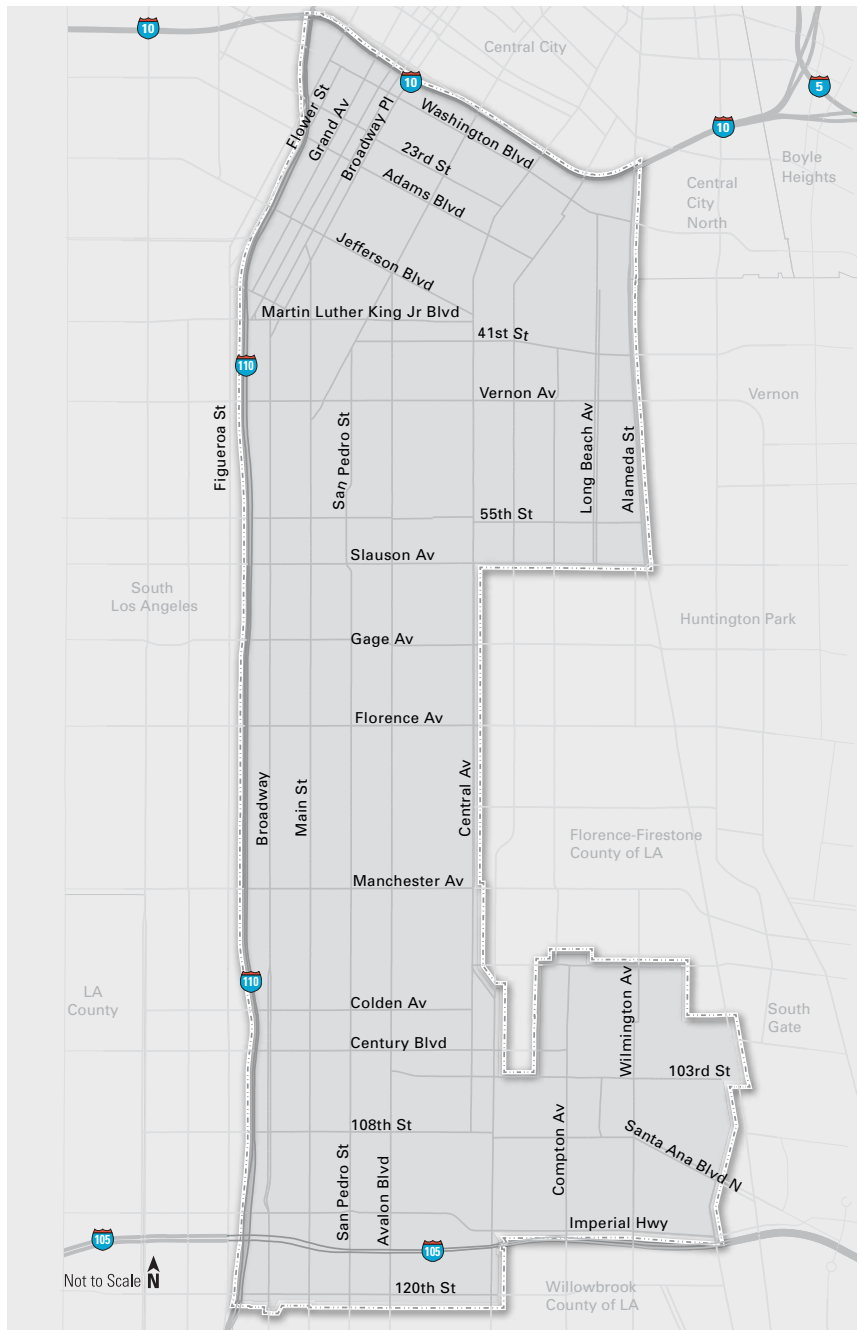 10
Central City
5
10
Washington Blvd
10
Flower St
Grand Av
Broadway Pl
23rd St
Adams Blvd
Boyle
Heights
Central
City
North
Jefferson Blvd
Martin Luther King Jr Blvd
41st St
110
Figueroa St
Vernon Av
Vernon
San Pedro St
Long Beach Av
Alameda St
55th St
Slauson Av
South
Los Angeles
Huntington Park
Gage Av
Florence Av
Broadway
Main St
Central Av
Florence-Firestone
County of LA
Manchester Av
110
LA
County
Colden Av
Wilmington Av
South
Gate
Century Blvd
103rd St
108th St
Compton Av
Santa Ana Blvd N
San Pedro St
Avalon Blvd
Imperial Hwy
105
105
Not to Scale N
120th St
Willowbrook
County of LA